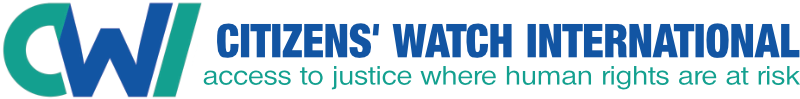 CWI
CITIZENS' WATCH INTERNATIONAL
access to justice where human rights are at risk